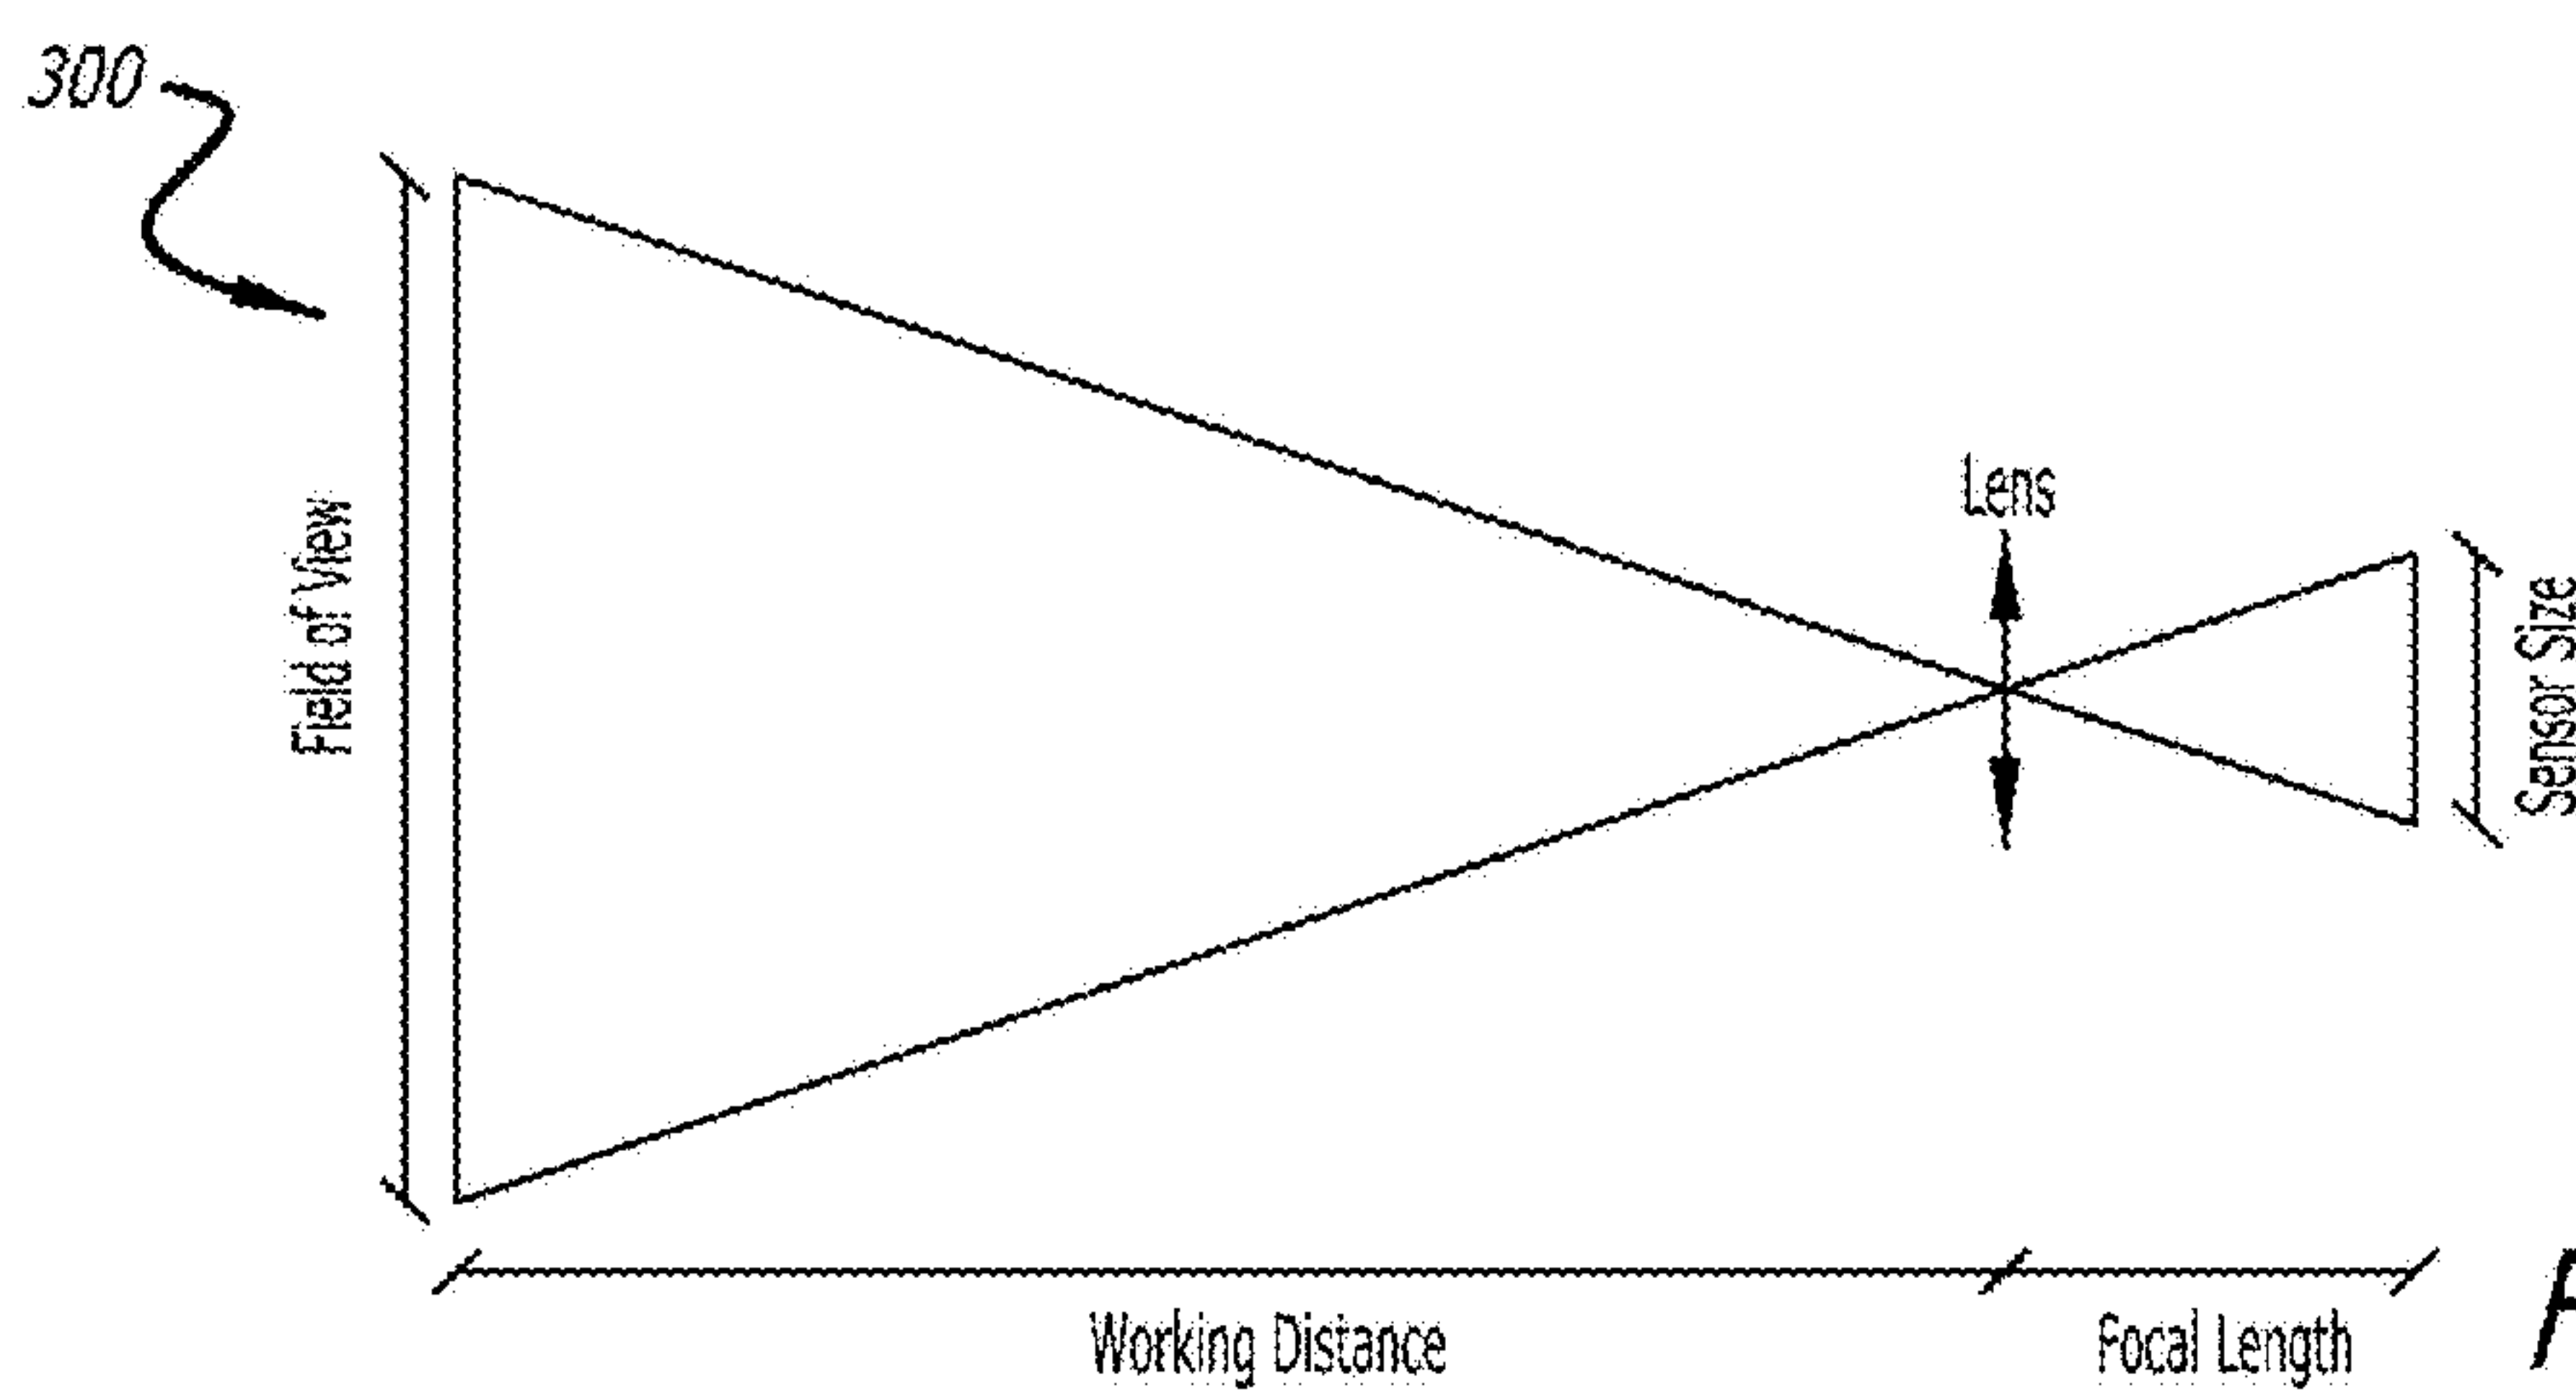 300
Field of View
Lens
Sensor Size
Working Distance
Focal Length